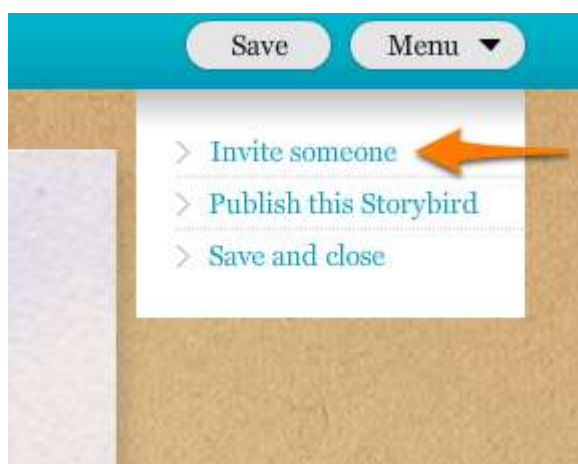 Save Menu
Invite someone
Publish this Storybird
Save and close